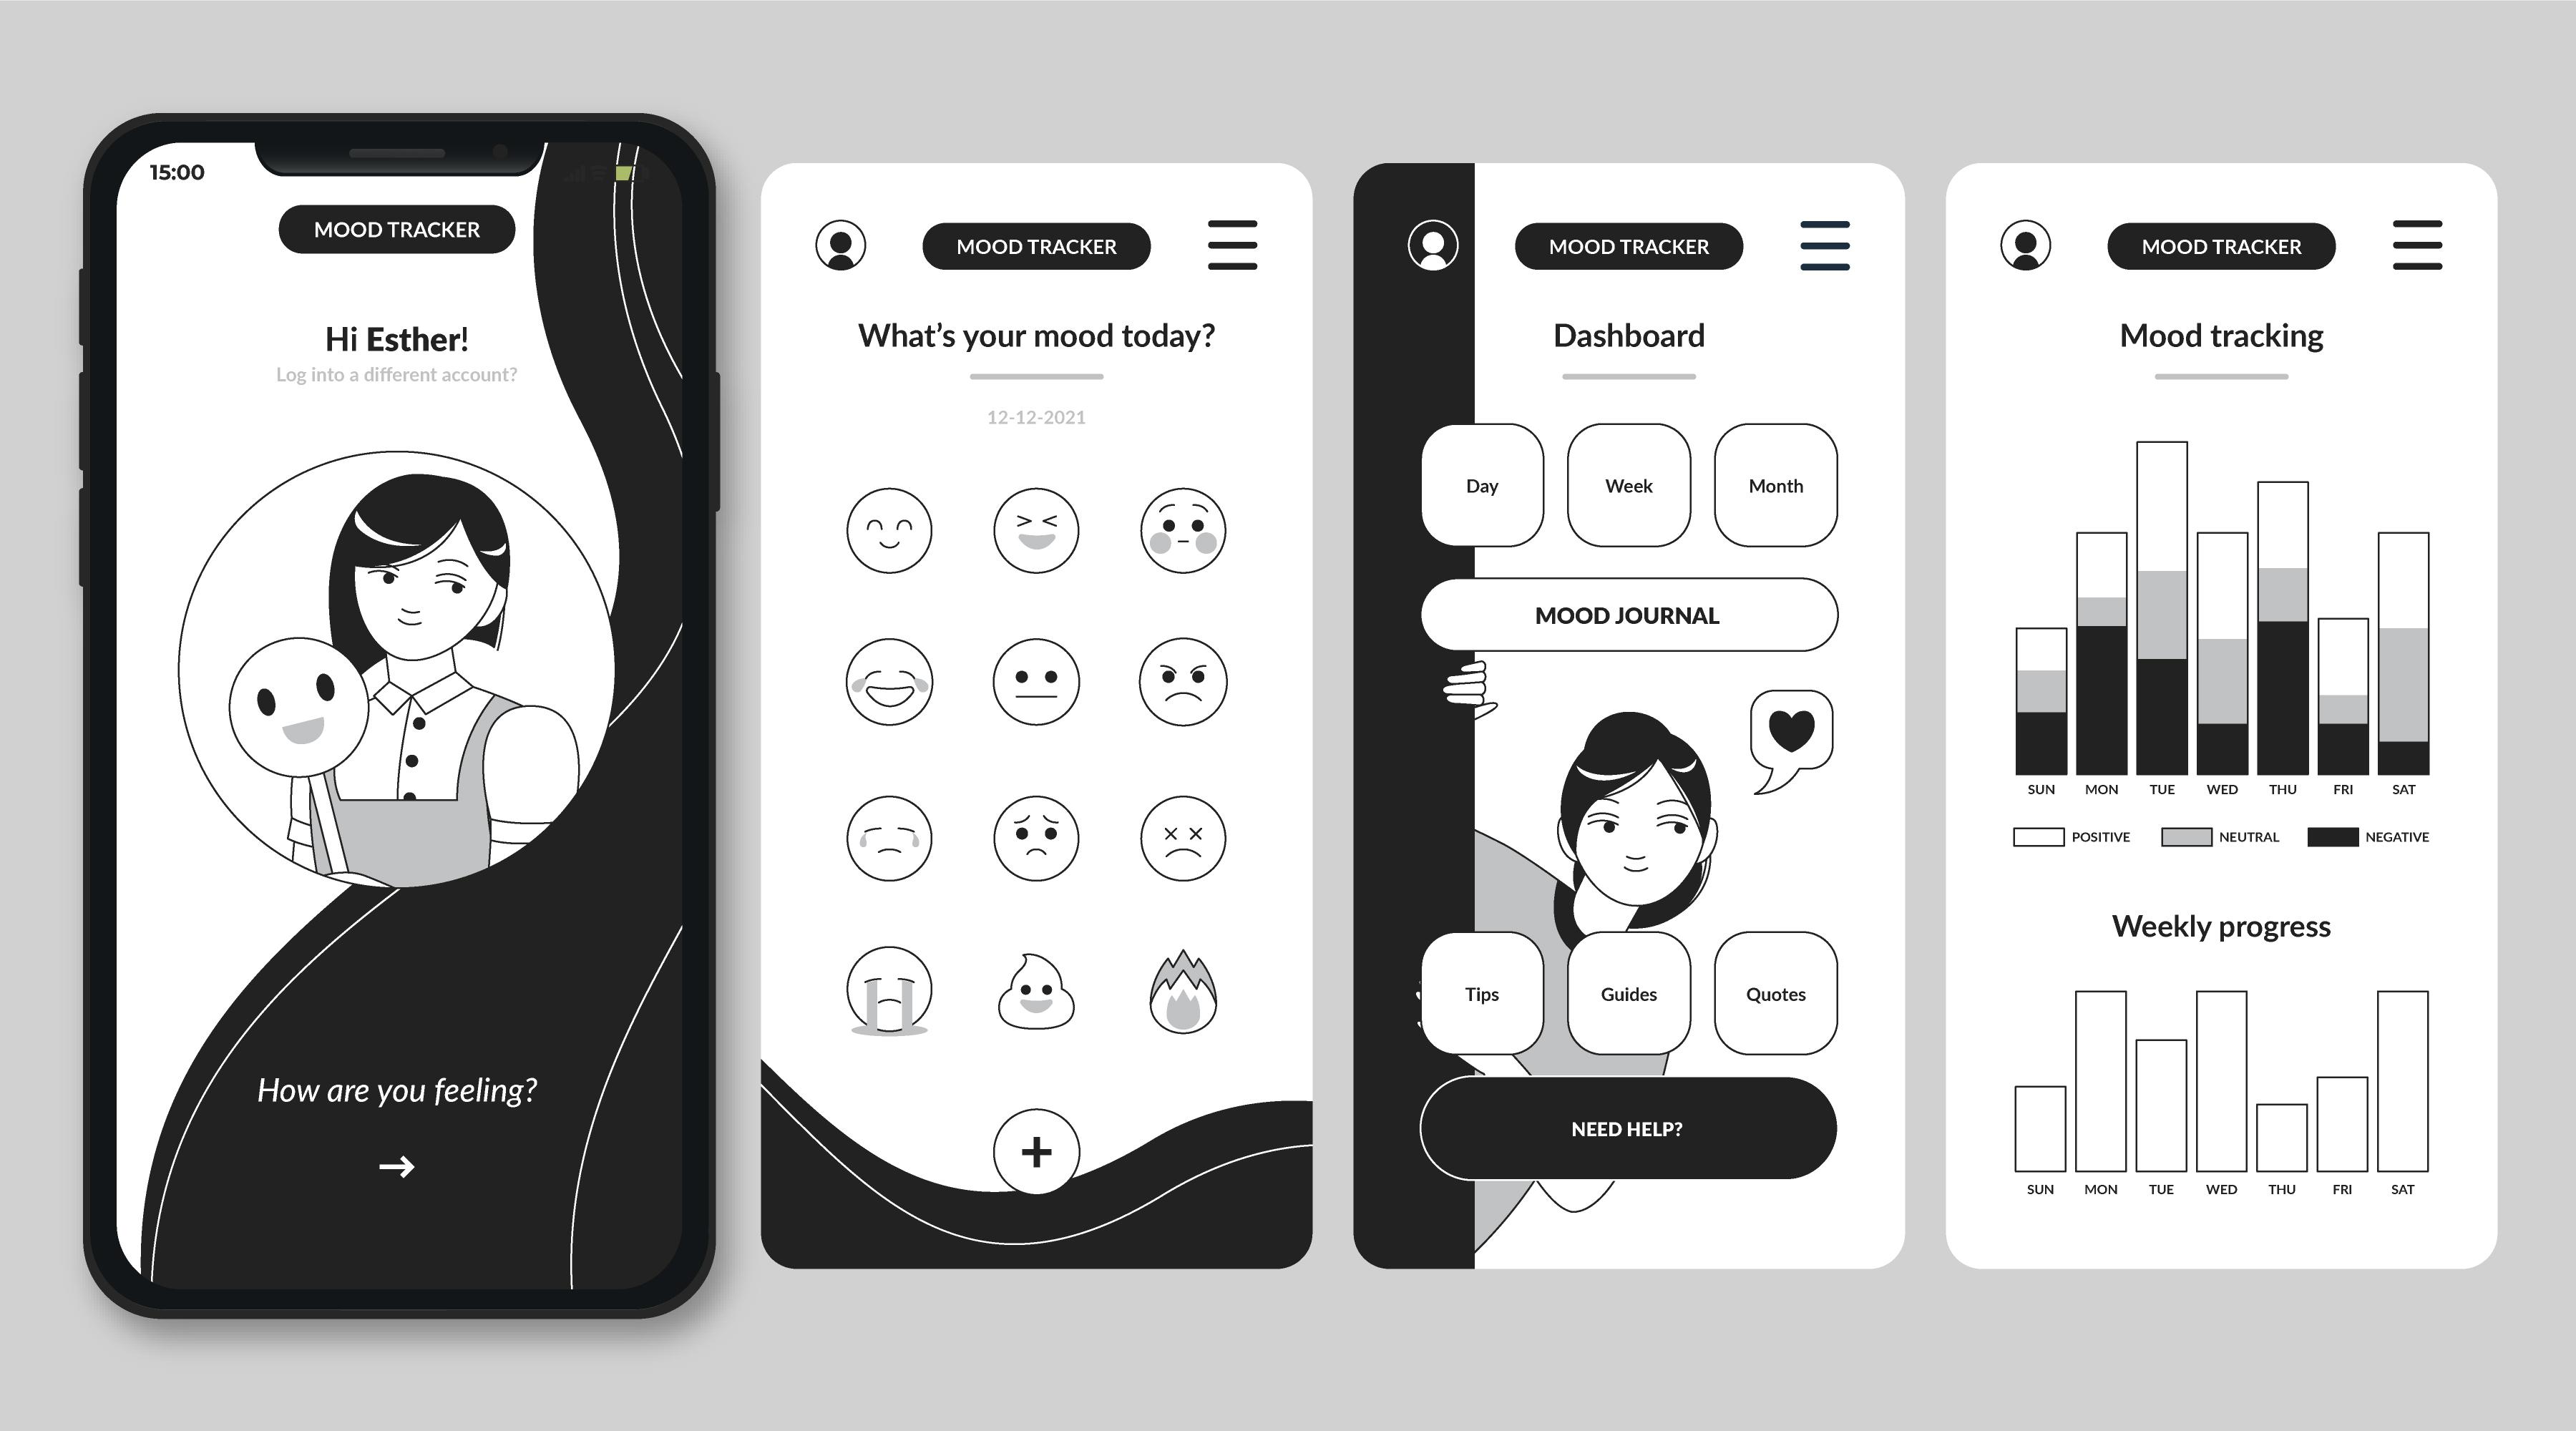 15:00
MOOD TRACKER
Hi Esther!
Log into a different account?
How are you feeling?
MOOD TRACKER
What's your mood today?
12-12-2021
MOOD TRACKER
Dashboard
Day
Week
Month
MOOD JOURNAL
Tips
Guides
Quotes
NEED HELP?
MOOD TRACKER
Mood tracking
SUN MON TUE WED THU FRI SAT
POSITIVE NEUTRAL NEGATIVE
Weekly progress
SUN MON TUE WED THU FRI SAT